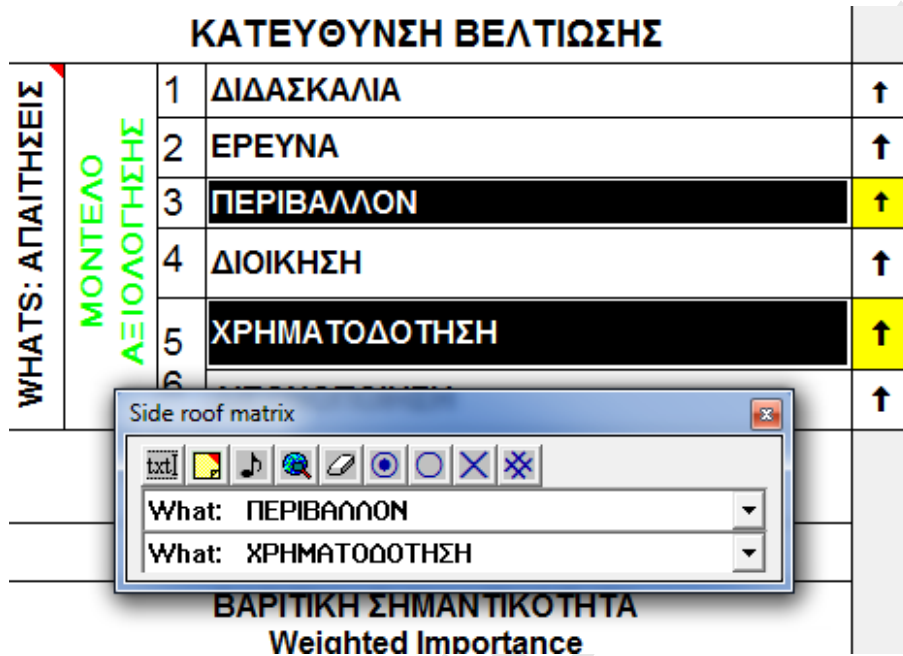 ΚΑΤΕΥΘΥΝΣΗ ΒΕΛΤΙΩΣΗΣ
WHATS: ΑΠΑΙΤΗΣΕΙΣ
ΜΟΝΤΕΛΟ
ΑΞΙΟΛΟΓΗΣΗΣ
1 ΔΙΔΑΣΚΑΛΙΑ ↑
2 ΕΡΕΥΝΑ ↑
3 ΠΕΡΙΒΑΛΛΟΝ ↑
4 ΔΙΟΙΚΗΣΗ ↑
5 ΧΡΗΜΑΤΟΔΟΤΗΣΗ ↑
6 ↑
Side roof matrix
txt
What: ΠΕΡΙΒΑΛΛΟΝ
What: ΧΡΗΜΑΤΟΔΟΤΗΣΗ
ΒΑΡΙΤΙΚΗ ΣΗΜΑΝΤΙΚΟΤΗΤΑ
Weighted Importance